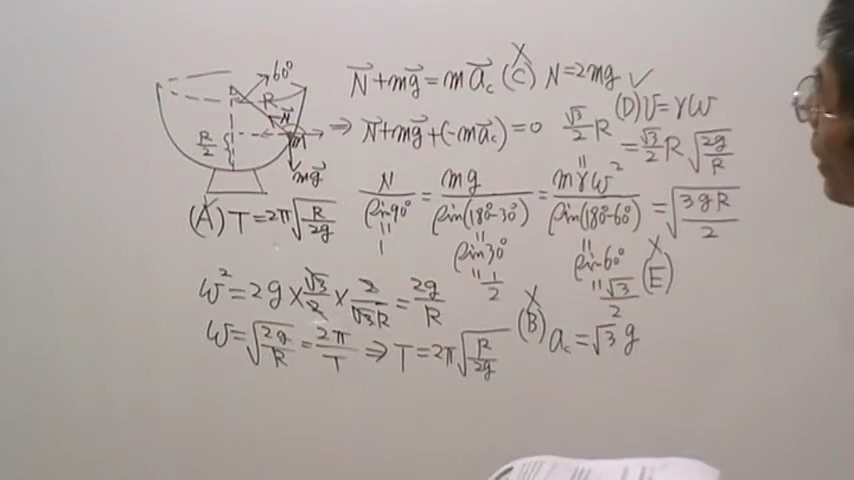 60°
R
N⃗
m
R/2
mg⃗
N⃗+mg⃗=ma⃗c (C) N=2mg ✓
X
⇒ N⃗+mg⃗+(-ma⃗c)=0
N/sin90° = mg/sin(180°-30°) = mrω²/sin(180°-60°)
√3/2 R
"
"
1
"
sin30°
"
1/2
"
sin60°
"
√3/2
(D) V=rω
=√3/2 R√(2g/R)
=√(3gR/2)
X
(E)
(A) T=2π√(R/2g)
ω²=2g×√3/2×2/√3R=2g/R
ω=√(2g/R)=2π/T ⇒ T=2π√(R/2g)
X
(B) ac=√3g